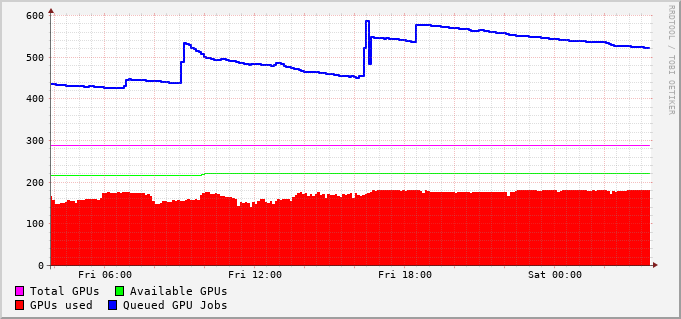 600
500
400
300
200
100
0
Fri 06:00 Fri 12:00 Fri 18:00 Sat 00:00
Total GPUs Available GPUs
GPUs used Queued GPU Jobs
RRDTOOL / TOBI OETIKER